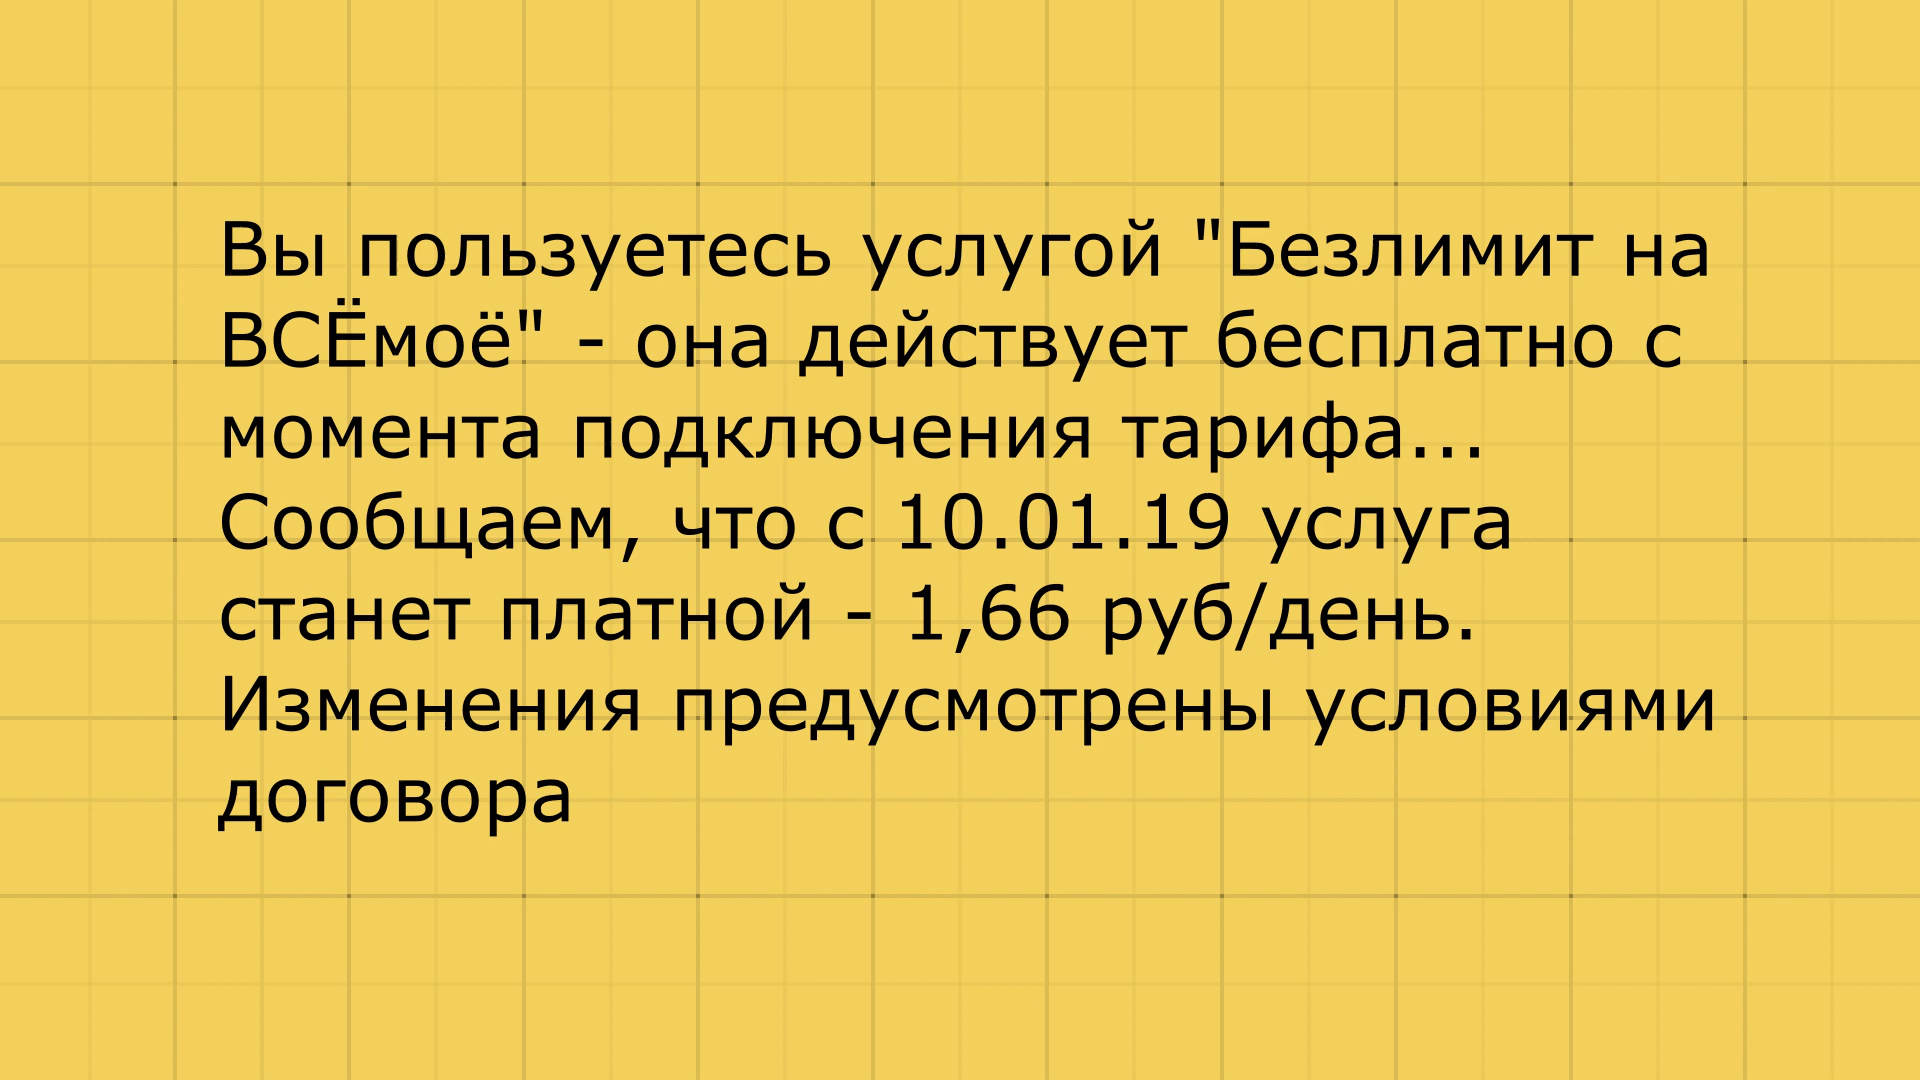 Вы пользуетесь услугой "Безлимит на
ВСЁмоё" - она действует бесплатно с
момента подключения тарифа...
Сообщаем, что с 10.01.19 услуга
станет платной - 1,66 руб/день.
Изменения предусмотрены условиями
договора